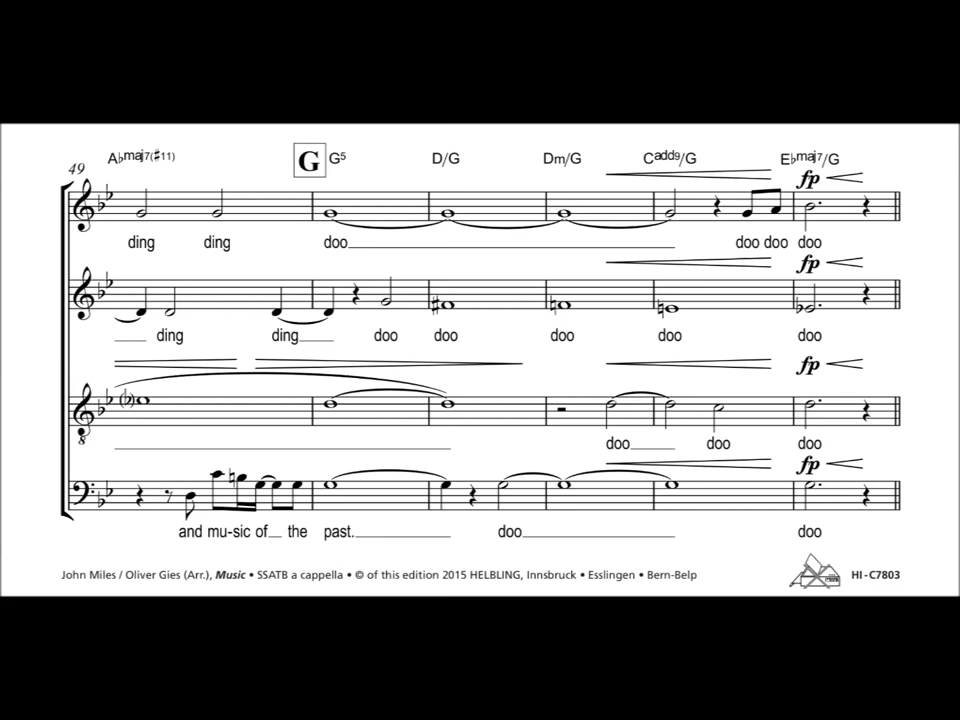 A♭maj7(♯11) G G5 D/G Dm/G Cadd9/G E♭maj7/G
49
fp
ding ding doo doo doo doo
fp
ding ding doo doo doo doo doo
fp
8
doo doo doo
fp
and mu-sic of the past. doo doo
John Miles / Oliver Gies (Arr.), Music • SSATB a cappella • © of this edition 2015 HELBLING, Innsbruck • Esslingen • Bern-Belp HI-C7803